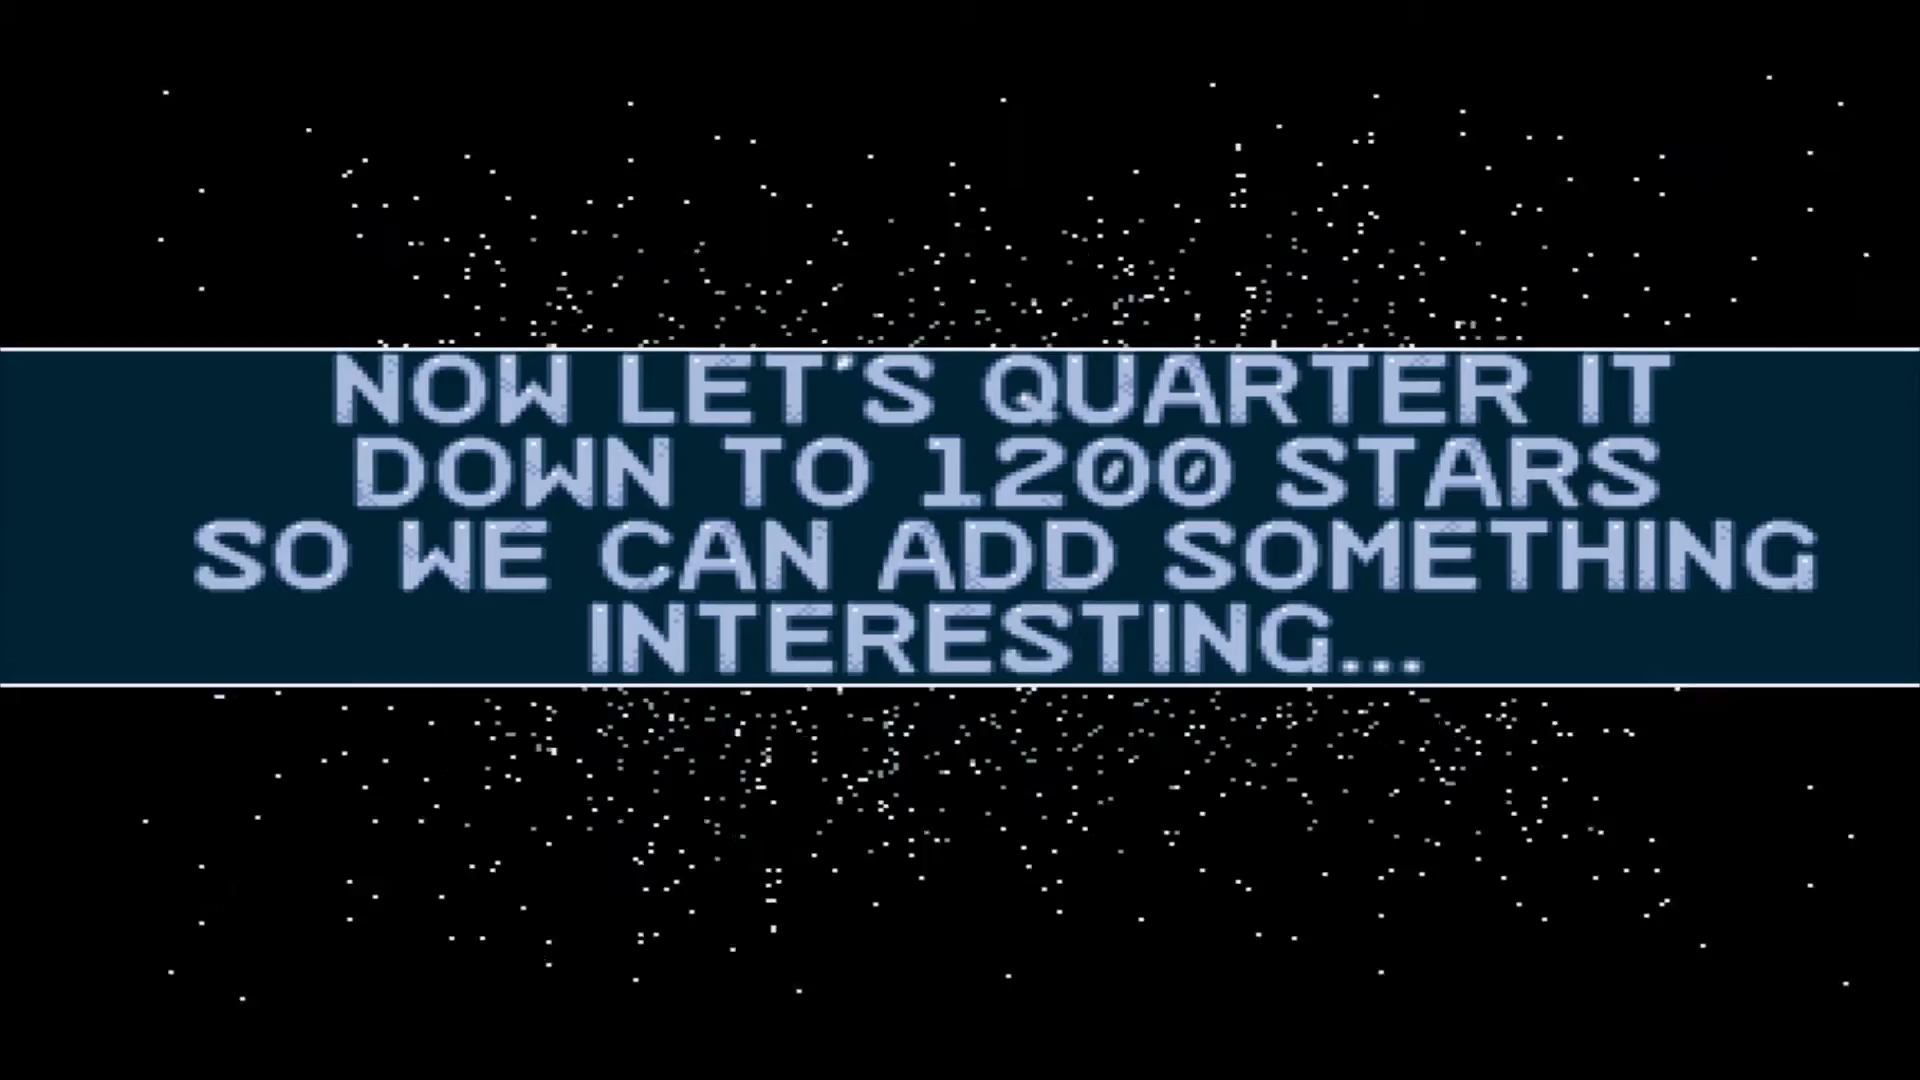 NOW LET'S QUARTER IT
DOWN TO 1200 STARS
SO WE CAN ADD SOMETHING
INTERESTING...